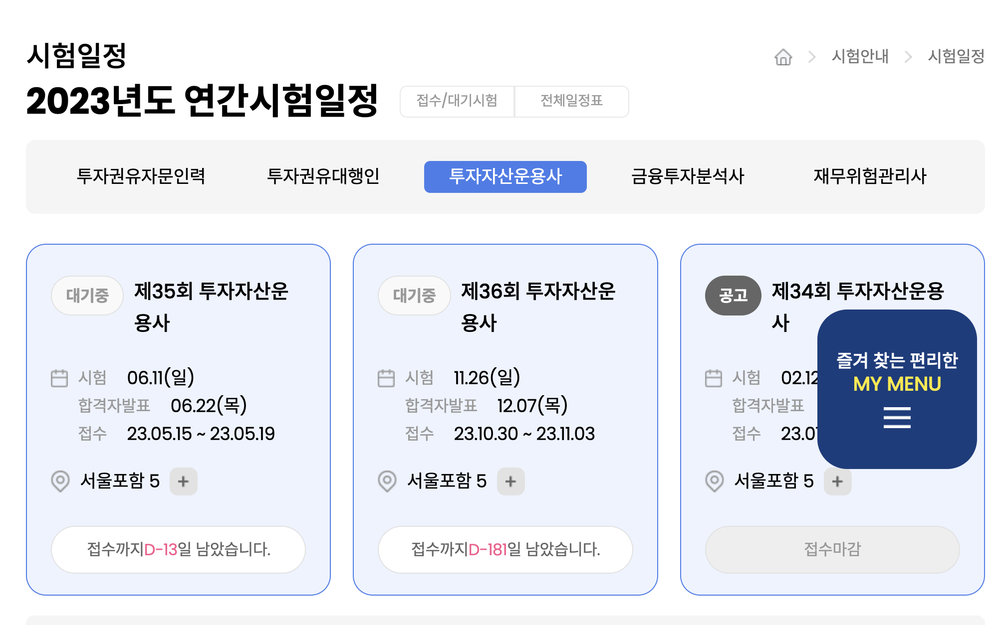 시험일정
시험안내
시험일정
2023년도 연간시험일정
접수/대기시험
전체일정표
투자권유자문인력
투자권유대행인
투자자산운용사
금융투자분석사
재무위험관리사
대기중
제35회 투자자산운
용사
시험 06.11(일)
합격자발표 06.22(목)
접수 23.05.15 ~ 23.05.19
서울포함 5 +
접수까지D-13일 남았습니다.
대기중
제36회 투자자산운
용사
시험 11.26(일)
합격자발표 12.07(목)
접수 23.10.30 ~ 23.11.03
서울포함 5 +
접수까지D-181일 남았습니다.
공고
제34회 투자자산운용
사
시험 02.12
합격자발표
접수 23.01
서울포함 5 +
접수마감
즐겨 찾는 편리한
MY MENU